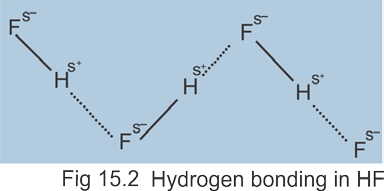 F S−
F S−
H S+
H S+
H S+
F S−
F S−
Fig 15.2 Hydrogen bonding in HF